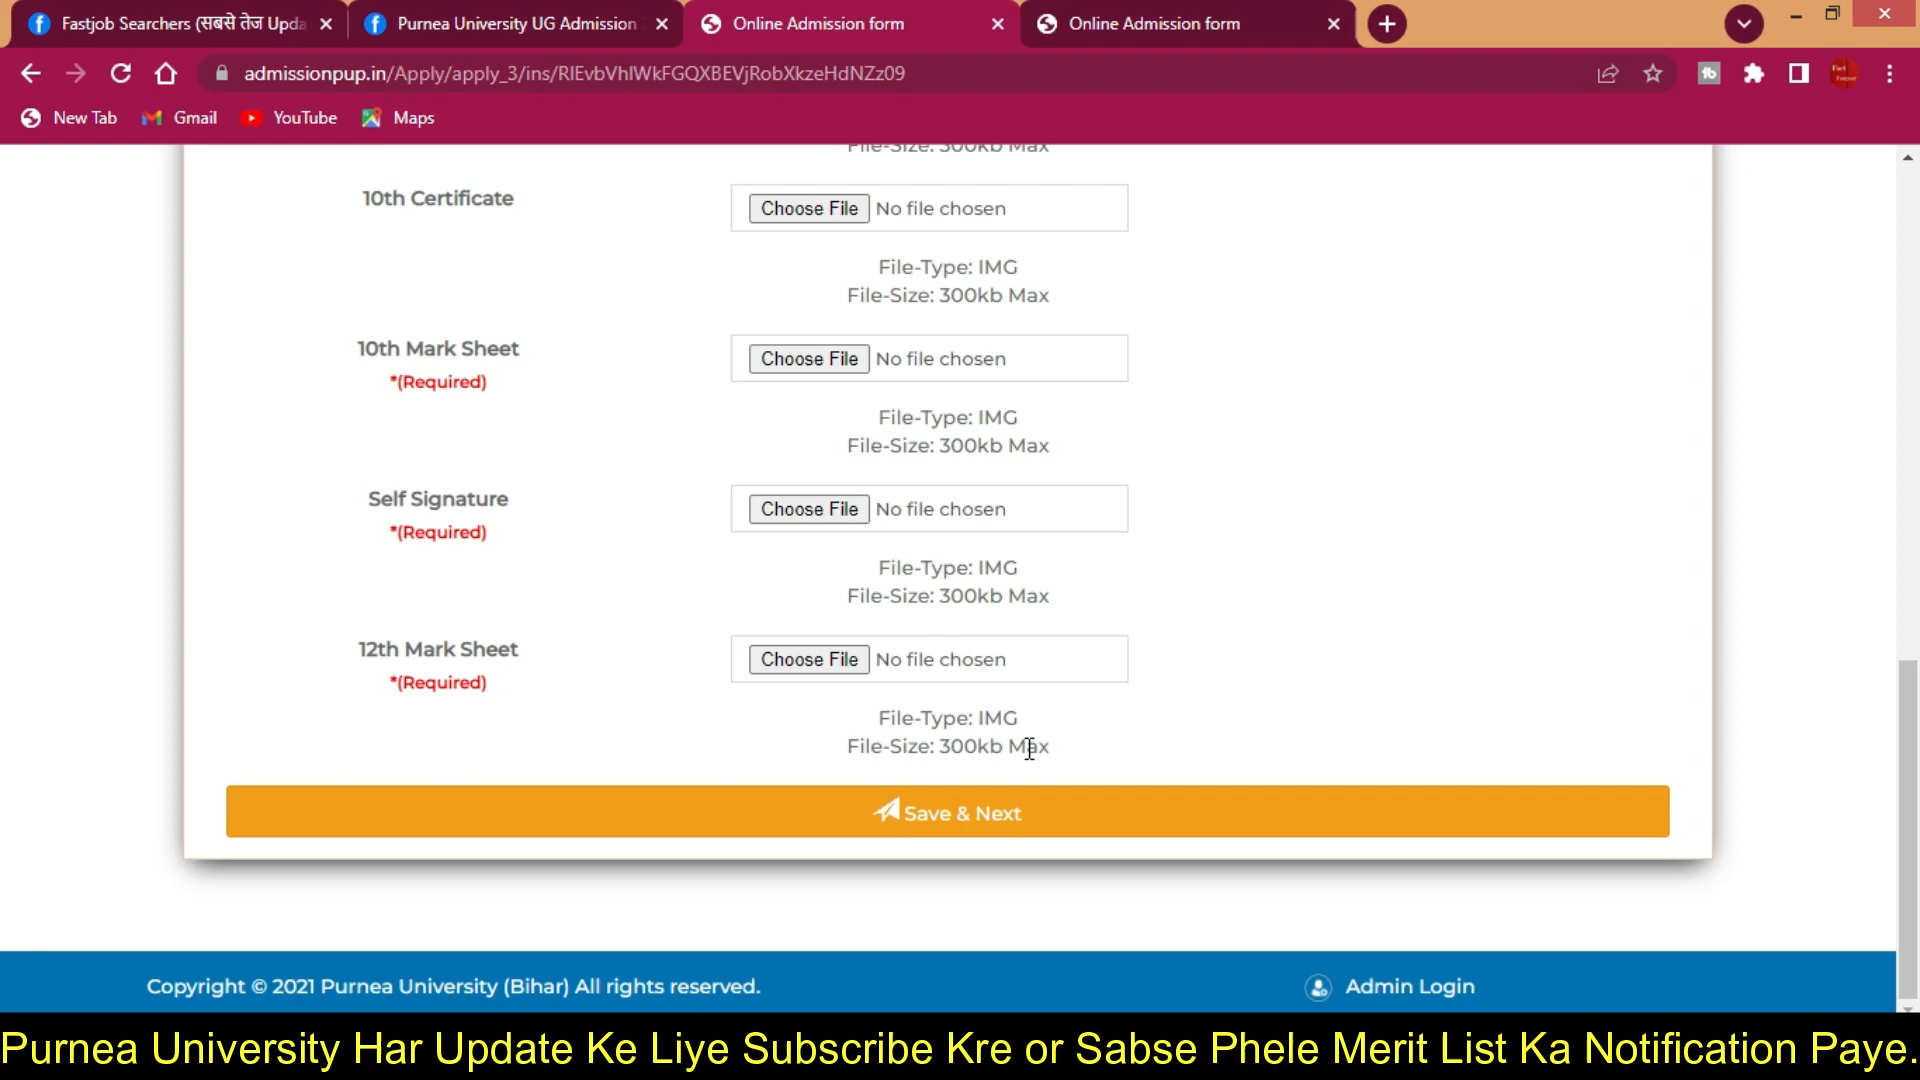 Fastjob Searchers (सबसे तेज Upda
Purnea University UG Admission
Online Admission form
Online Admission form
admissionpup.in/Apply/apply_3/ins/RlEvbVhlWkFGQXBEVjRobXkzeHdNZz09
New Tab
Gmail
YouTube
Maps
File-Size: 300kb Max
10th Certificate
Choose File No file chosen
File-Type: IMG
File-Size: 300kb Max
10th Mark Sheet
*(Required)
Choose File No file chosen
File-Type: IMG
File-Size: 300kb Max
Self Signature
*(Required)
Choose File No file chosen
File-Type: IMG
File-Size: 300kb Max
12th Mark Sheet
*(Required)
Choose File No file chosen
File-Type: IMG
File-Size: 300kb Max
Save & Next
Copyright © 2021 Purnea University (Bihar) All rights reserved.
Admin Login
Purnea University Har Update Ke Liye Subscribe Kre or Sabse Phele Merit List Ka Notification Paye.